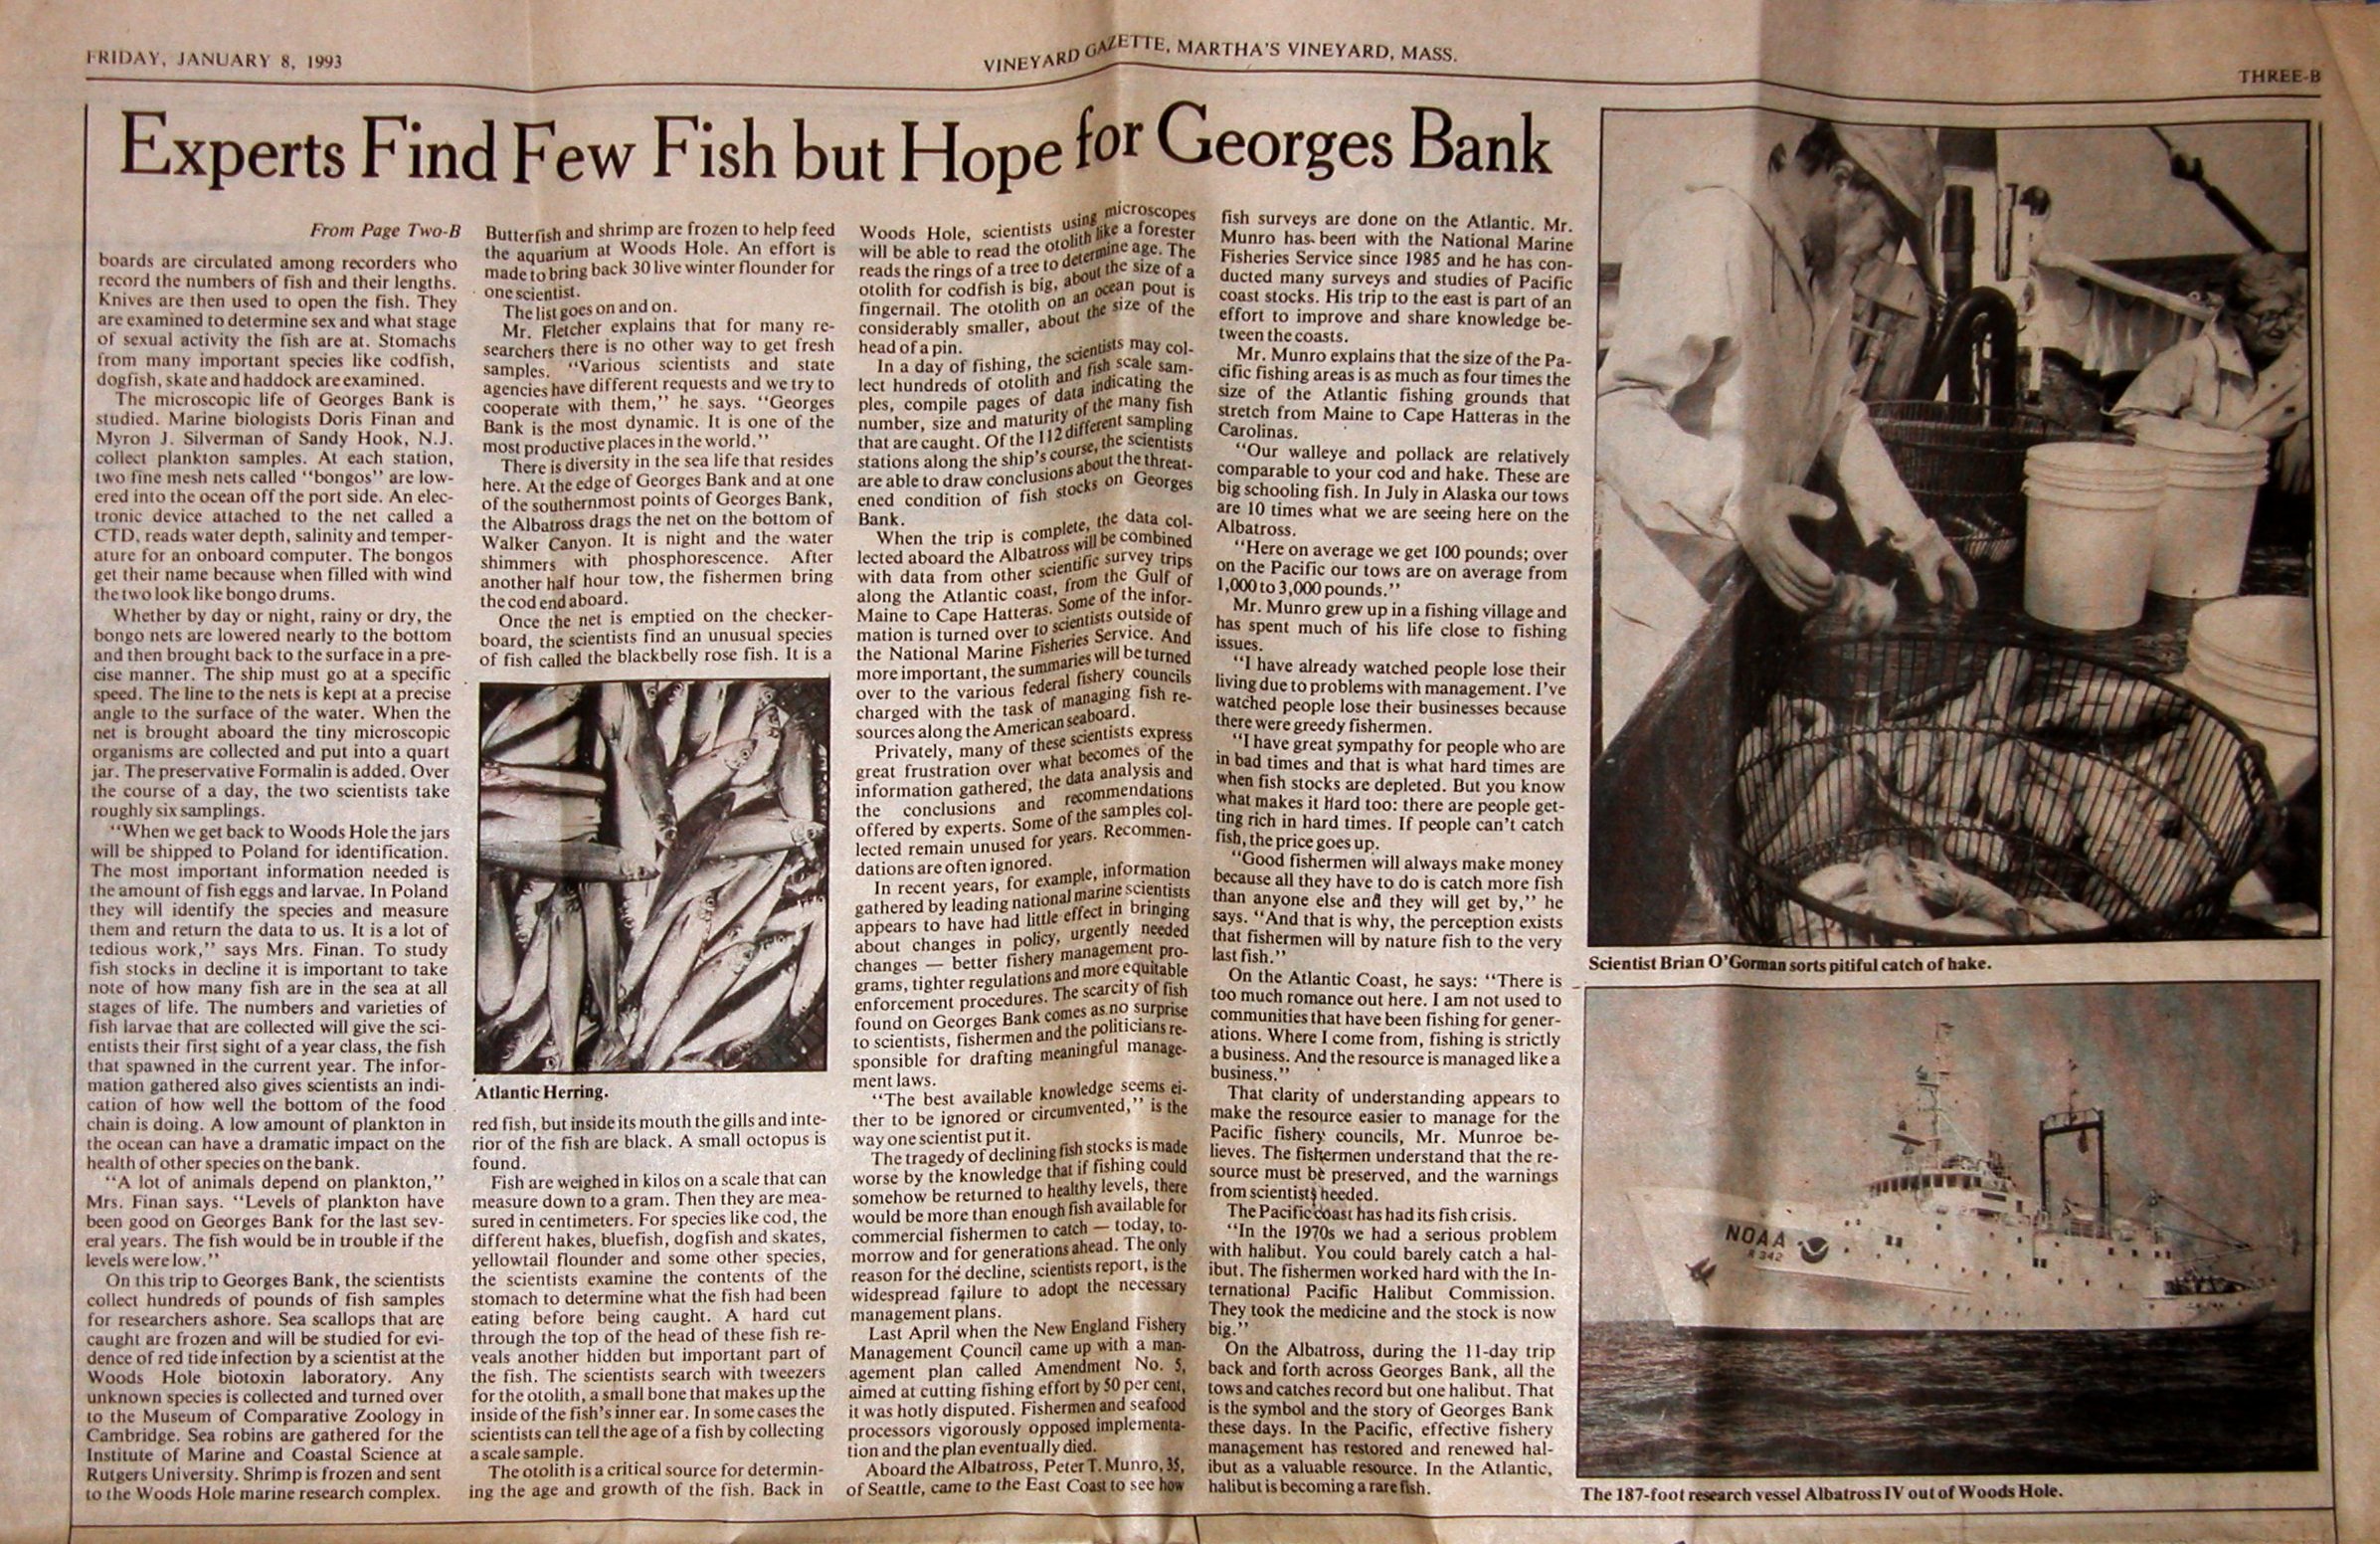 FRIDAY, JANUARY 8, 1993
VINEYARD GAZETTE, MARTHA'S VINEYARD, MASS.
THREE-B
Experts Find Few Fish but Hope for Georges Bank
From Page Two-B
boards are circulated among recorders who
record the numbers of fish and their lengths.
Knives are then used to open the fish. They
are examined to determine sex and what stage
of sexual activity the fish are at. Stomachs
from many important species like codfish,
dogfish, skate and haddock are examined.
The microscopic life of Georges Bank is
studied. Marine biologists Doris Finan and
Myron J. Silverman of Sandy Hook, N.J.
collect plankton samples. At each station,
two fine mesh nets called "bongos" are low-
ered into the ocean off the port side. An elec-
tronic device attached to the net called a
CTD, reads water depth, salinity and temper-
ature for an onboard computer. The bongos
get their name because when filled with wind
the two look like bongo drums.
Whether by day or night, rainy or dry, the
bongo nets are lowered nearly to the bottom
and then brought back to the surface in a pre-
cise manner. The ship must go at a specific
speed. The line to the nets is kept at a precise
angle to the surface of the water. When the
net is brought aboard the tiny microscopic
organisms are collected and put into a quart
jar. The preservative Formalin is added. Over
the course of a day, the two scientists take
roughly six samplings.
"When we get back to Woods Hole the jars
will be shipped to Poland for identification.
The most important information needed is
the amount of fish eggs and larvae. In Poland
they will identify the species and measure
them and return the data to us. It is a lot of
tedious work," says Mrs. Finan. To study
fish stocks in decline it is important to take
note of how many fish are in the sea at all
stages of life. The numbers and varieties of
fish larvae that are collected will give the sci-
entists their first sight of a year class, the fish
that spawned in the current year. The infor-
mation gathered also gives scientists an indi-
cation of how well the bottom of the food
chain is doing. A low amount of plankton in
the ocean can have a dramatic impact on the
health of other species on the bank.
"A lot of animals depend on plankton,"
Mrs. Finan says. "Levels of plankton have
been good on Georges Bank for the last sev-
eral years. The fish would be in trouble if the
levels were low."
On this trip to Georges Bank, the scientists
collect hundreds of pounds of fish samples
for researchers ashore. Sea scallops that are
caught are frozen and will be studied for evi-
dence of red tide infection by a scientist at the
Woods Hole biotoxin laboratory. Any
unknown species is collected and turned over
to the Museum of Comparative Zoology in
Cambridge. Sea robins are gathered for the
Institute of Marine and Coastal Science at
Rutgers University. Shrimp is frozen and sent
to the Woods Hole marine research complex.
Butterfish and shrimp are frozen to help feed
the aquarium at Woods Hole. An effort is
made to bring back 30 live winter flounder for
one scientist.
The list goes on and on.
Mr. Fletcher explains that for many re-
searchers there is no other way to get fresh
samples. "Various scientists and state
agencies have different requests and we try to
cooperate with them," he says. "Georges
Bank is the most dynamic. It is one of the
most productive places in the world."
There is diversity in the sea life that resides
here. At the edge of Georges Bank and at one
of the southernmost points of Georges Bank,
the Albatross drags the net on the bottom of
Walker Canyon. It is night and the water
shimmers with phosphorescence. After
another half hour tow, the fishermen bring
the cod end aboard.
Once the net is emptied on the checker-
board, the scientists find an unusual species
of fish called the blackbelly rose fish. It is a
Atlantic Herring.
red fish, but inside its mouth the gills and inte-
rior of the fish are black. A small octopus is
found.
Fish are weighed in kilos on a scale that can
measure down to a gram. Then they are mea-
sured in centimeters. For species like cod, the
different hakes, bluefish, dogfish and skates,
yellowtail flounder and some other species,
the scientists examine the contents of the
stomach to determine what the fish had been
eating before being caught. A hard cut
through the top of the head of these fish re-
veals another hidden but important part of
the fish. The scientists search with tweezers
for the otolith, a small bone that makes up the
inside of the fish's inner ear. In some cases the
scientists can tell the age of a fish by collecting
a scale sample.
The otolith is a critical source for determin-
ing the age and growth of the fish. Back in
Woods Hole, scientists using microscopes
will be able to read the otolith like a forester
reads the rings of a tree to determine age. The
otolith for codfish is big, about the size of a
fingernail. The otolith on an ocean pout is
considerably smaller, about the size of the
head of a pin.
In a day of fishing, the scientists may col-
lect hundreds of otolith and fish scale sam-
ples, compile pages of data indicating the
number, size and maturity of the many fish
that are caught. Of the 112 different sampling
stations along the ship's course, the scientists
are able to draw conclusions about the threat-
ened condition of fish stocks on Georges
Bank.
When the trip is complete, the data col-
lected aboard the Albatross will be combined
with data from other scientific survey trips
along the Atlantic coast, from the Gulf of
Maine to Cape Hatteras. Some of the infor-
mation is turned over to scientists outside of
the National Marine Fisheries Service. And
more important, the summaries will be turned
over to the various federal fishery councils
charged with the task of managing fish re-
sources along the American seaboard.
Privately, many of these scientists express
great frustration over what becomes of the
information gathered, the data analysis and
the conclusions and recommendations
offered by experts. Some of the samples col-
lected remain unused for years. Recommen-
dations are often ignored.
In recent years, for example, information
gathered by leading national marine scientists
appears to have had little effect in bringing
about changes in policy, urgently needed
changes — better fishery management pro-
grams, tighter regulations and more equitable
enforcement procedures. The scarcity of fish
found on Georges Bank comes as no surprise
to scientists, fishermen and the politicians re-
sponsible for drafting meaningful manage-
ment laws.
"The best available knowledge seems ei-
ther to be ignored or circumvented," is the
way one scientist put it.
The tragedy of declining fish stocks is made
worse by the knowledge that if fishing could
somehow be returned to healthy levels, there
would be more than enough fish available for
commercial fishermen to catch — today, to-
morrow and for generations ahead. The only
reason for the decline, scientists report, is the
widespread failure to adopt the necessary
management plans.
Last April when the New England Fishery
Management Council came up with a man-
agement plan called Amendment No. 5,
aimed at cutting fishing effort by 50 per cent,
it was hotly disputed. Fishermen and seafood
processors vigorously opposed implementa-
tion and the plan eventually died.
Aboard the Albatross, Peter T. Munro, 35,
of Seattle, came to the East Coast to see how
fish surveys are done on the Atlantic. Mr.
Munro has been with the National Marine
Fisheries Service since 1985 and he has con-
ducted many surveys and studies of Pacific
coast stocks. His trip to the east is part of an
effort to improve and share knowledge be-
tween the coasts.
Mr. Munro explains that the size of the Pa-
cific fishing areas is as much as four times the
size of the Atlantic fishing grounds that
stretch from Maine to Cape Hatteras in the
Carolinas.
"Our walleye and pollack are relatively
comparable to your cod and hake. These are
big schooling fish. In July in Alaska our tows
are 10 times what we are seeing here on the
Albatross.
"Here on average we get 100 pounds; over
on the Pacific our tows are on average from
1,000 to 3,000 pounds."
Mr. Munro grew up in a fishing village and
has spent much of his life close to fishing
issues.
"I have already watched people lose their
living due to problems with management. I've
watched people lose their businesses because
there were greedy fishermen.
"I have great sympathy for people who are
in bad times and that is what hard times are
when fish stocks are depleted. But you know
what makes it hard too: there are people get-
ting rich in hard times. If people can't catch
fish, the price goes up.
"Good fishermen will always make money
because all they have to do is catch more fish
than anyone else and they will get by," he
says. "And that is why, the perception exists
that fishermen will by nature fish to the very
last fish."
On the Atlantic Coast, he says: "There is
too much romance out here. I am not used to
communities that have been fishing for gener-
ations. Where I come from, fishing is strictly
a business. And the resource is managed like a
business."
That clarity of understanding appears to
make the resource easier to manage for the
Pacific fishery councils, Mr. Munroe be-
lieves. The fishermen understand that the re-
source must be preserved, and the warnings
from scientists heeded.
The Pacific coast has had its fish crisis.
"In the 1970s we had a serious problem
with halibut. You could barely catch a hal-
ibut. The fishermen worked hard with the In-
ternational Pacific Halibut Commission.
They took the medicine and the stock is now
big."
On the Albatross, during the 11-day trip
back and forth across Georges Bank, all the
tows and catches record but one halibut. That
is the symbol and the story of Georges Bank
these days. In the Pacific, effective fishery
management has restored and renewed hal-
ibut as a valuable resource. In the Atlantic,
halibut is becoming a rare fish.
Scientist Brian O'Gorman sorts pitiful catch of hake.
NOAA
R 342
The 187-foot research vessel Albatross IV out of Woods Hole.